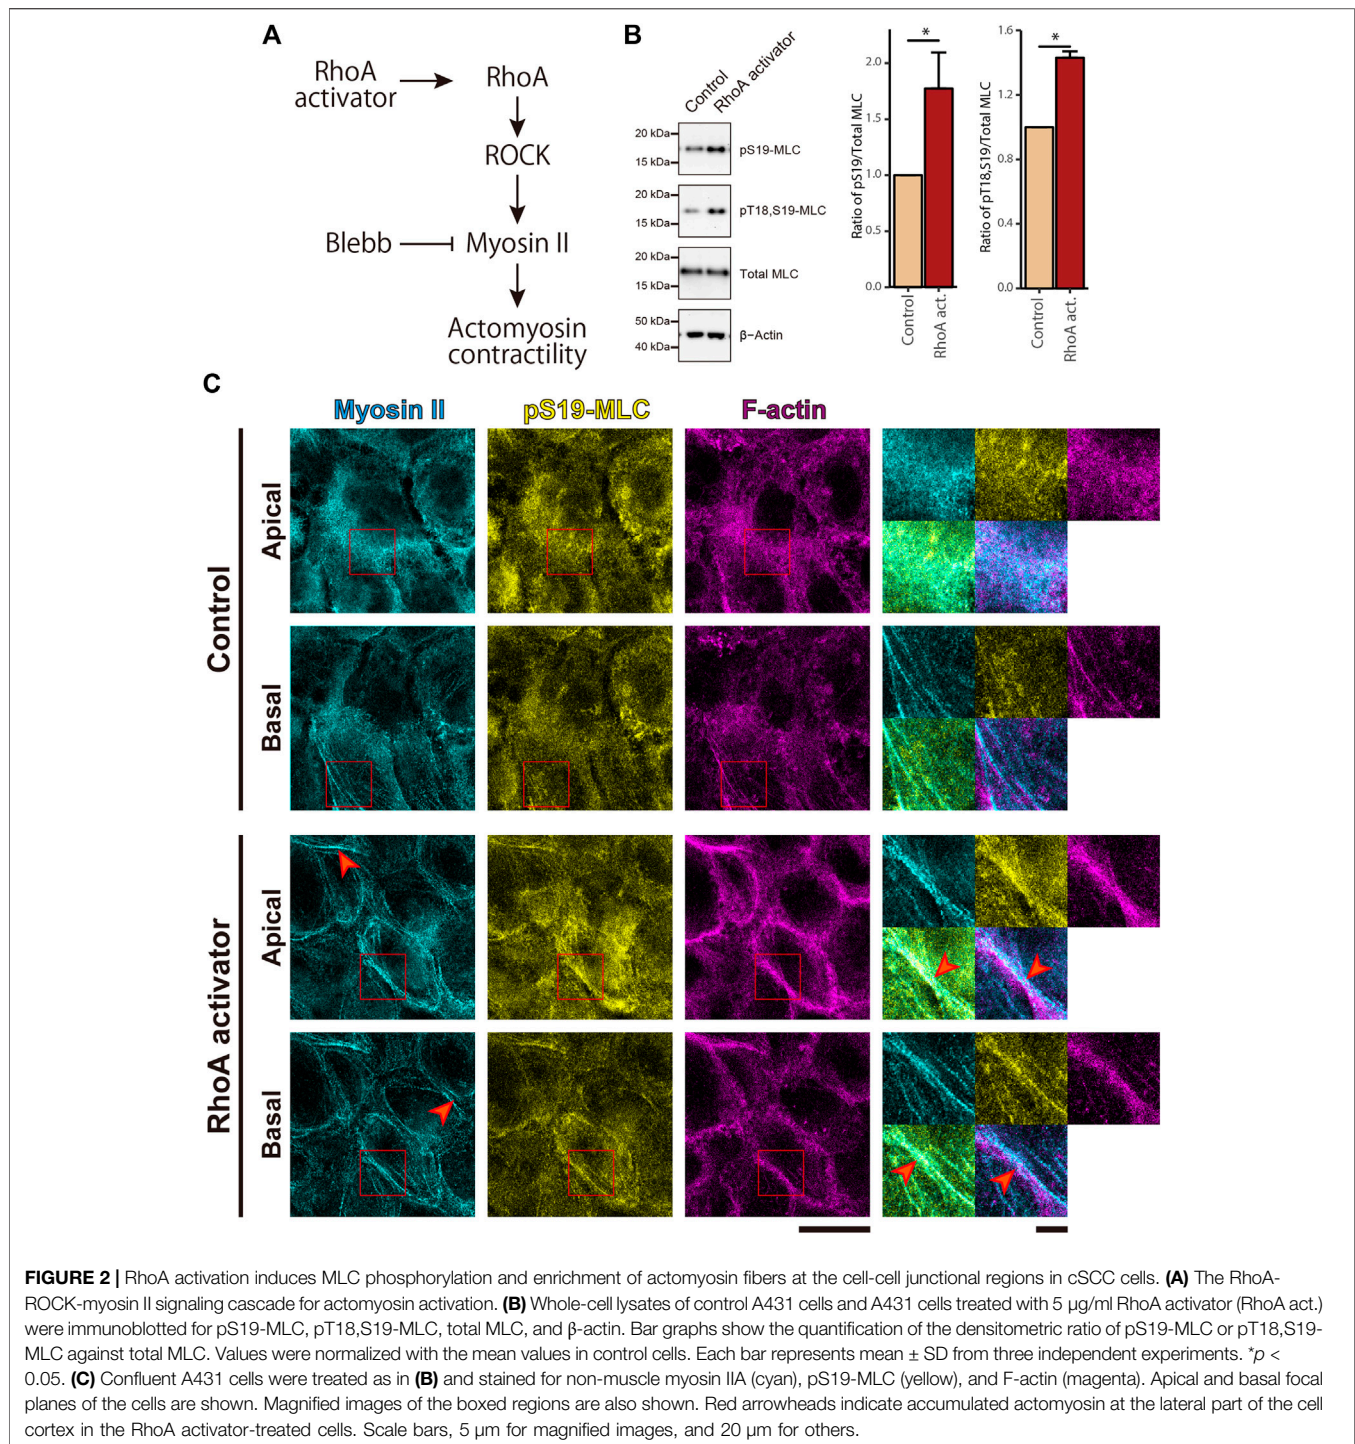 A
RhoA
activator
RhoA
ROCK
Blebb
Myosin II
Actomyosin
contractility
B
Control
RhoA activator
20 kDa
15 kDa
pS19-MLC
20 kDa
15 kDa
pT18,S19-MLC
20 kDa
15 kDa
Total MLC
50 kDa
40 kDa
β-Actin
Ratio of pS19/Total MLC
2.0
1.5
1.0
0.5
0.0
*
Control
RhoA act.
Ratio of pT18,S19/Total MLC
1.6
1.2
0.8
0.4
0.0
*
Control
RhoA act.
C
Myosin II
pS19-MLC
F-actin
Control
Apical
Basal
RhoA activator
Apical
Basal
FIGURE 2 | RhoA activation induces MLC phosphorylation and enrichment of actomyosin fibers at the cell-cell junctional regions in cSCC cells. (A) The RhoA-
ROCK-myosin II signaling cascade for actomyosin activation. (B) Whole-cell lysates of control A431 cells and A431 cells treated with 5 µg/ml RhoA activator (RhoA act.)
were immunoblotted for pS19-MLC, pT18,S19-MLC, total MLC, and β-actin. Bar graphs show the quantification of the densitometric ratio of pS19-MLC or pT18,S19-
MLC against total MLC. Values were normalized with the mean values in control cells. Each bar represents mean ± SD from three independent experiments. *p <
0.05. (C) Confluent A431 cells were treated as in (B) and stained for non-muscle myosin IIA (cyan), pS19-MLC (yellow), and F-actin (magenta). Apical and basal focal
planes of the cells are shown. Magnified images of the boxed regions are also shown. Red arrowheads indicate accumulated actomyosin at the lateral part of the cell
cortex in the RhoA activator-treated cells. Scale bars, 5 µm for magnified images, and 20 µm for others.